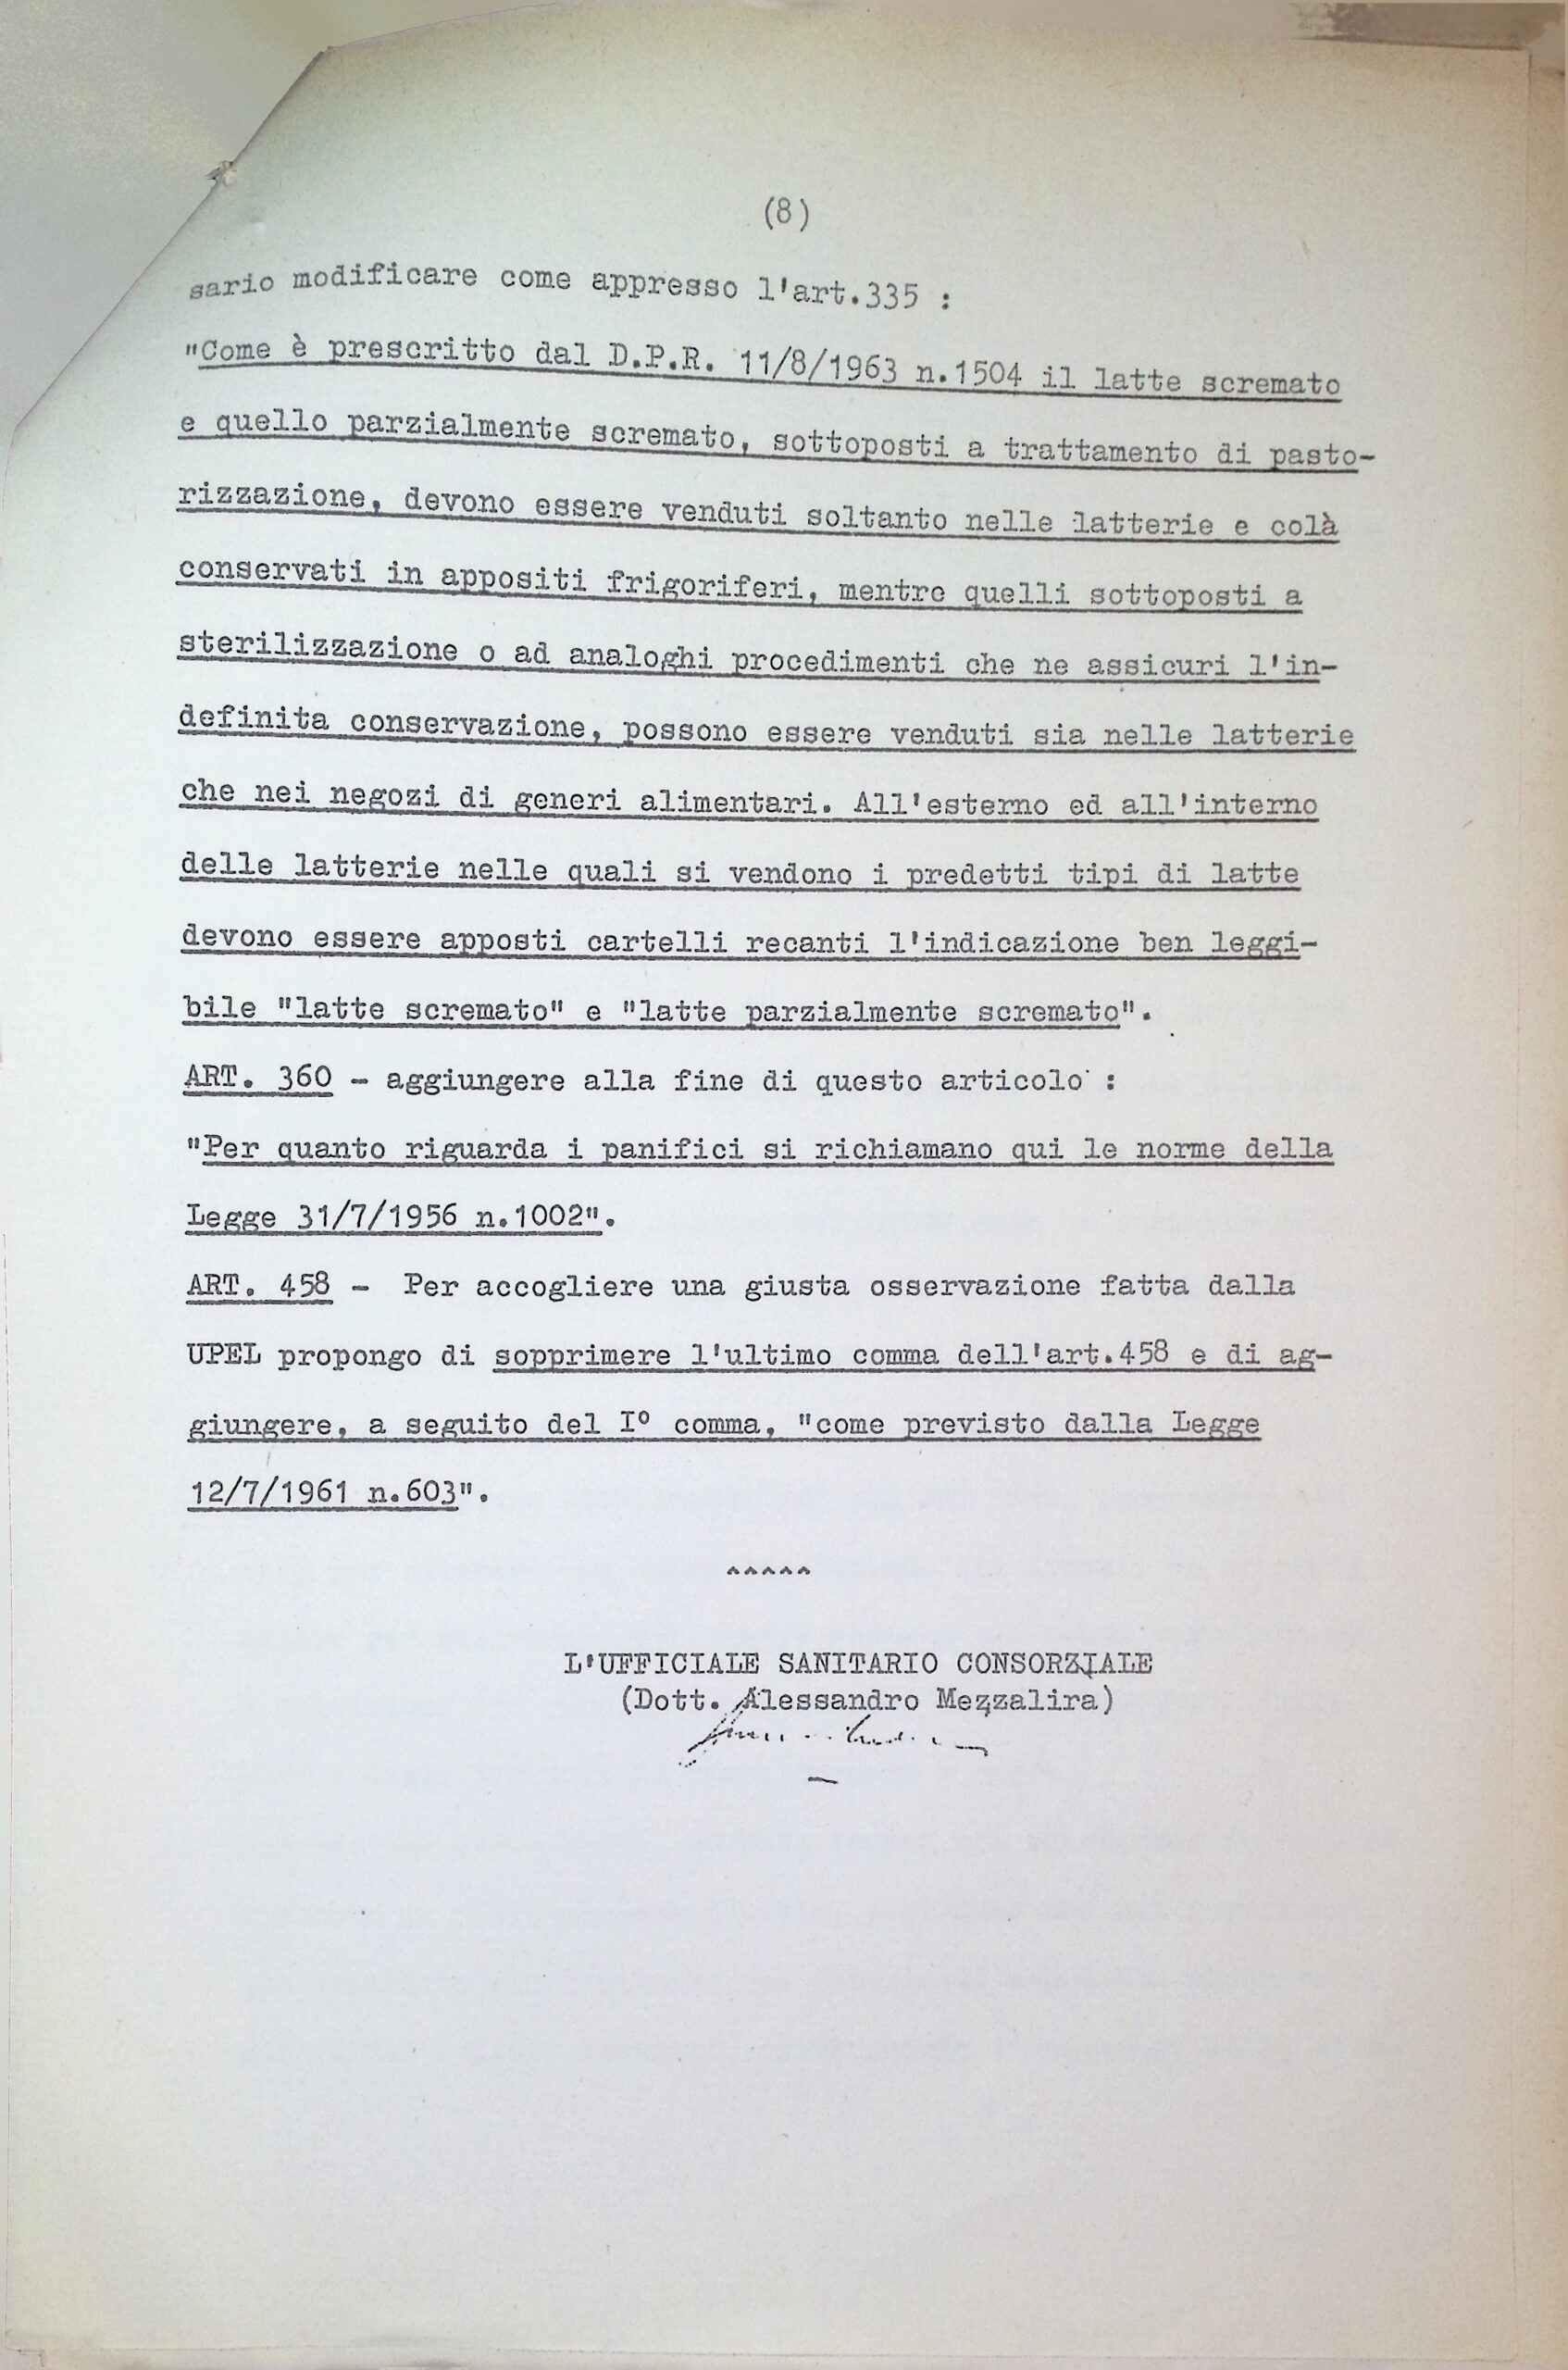 (8)
sario modificare come appresso l'art.335 :
"Come è prescritto dal D.P.R. 11/8/1963 n.1504 il latte scremato
e quello parzialmente scremato, sottoposti a trattamento di pasto-
rizzazione, devono essere venduti soltanto nelle latterie e colà
conservati in appositi frigoriferi, mentre quelli sottoposti a
sterilizzazione o ad analoghi procedimenti che ne assicuri l'in-
definita conservazione, possono essere venduti sia nelle latterie
che nei negozi di generi alimentari. All'esterno ed all'interno
delle latterie nelle quali si vendono i predetti tipi di latte
devono essere apposti cartelli recanti l'indicazione ben leggi-
bile "latte scremato" e "latte parzialmente scremato".
ART. 360 - aggiungere alla fine di questo articolo :
"Per quanto riguarda i panifici si richiamano qui le norme della
Legge 31/7/1956 n.1002".
ART. 458 - Per accogliere una giusta osservazione fatta dalla
UPEL propongo di sopprimere l'ultimo comma dell'art.458 e di ag-
giungere, a seguito del I° comma, "come previsto dalla Legge
12/7/1961 n.603".
^^^^^
L'UFFICIALE SANITARIO CONSORZIALE
(Dott. Alessandro Mezzalira)